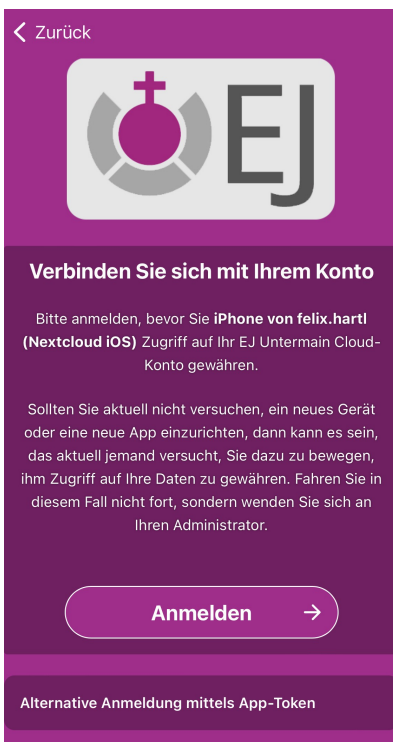 Zurück
EJ
Verbinden Sie sich mit Ihrem Konto
Bitte anmelden, bevor Sie iPhone von felix.hartl
(Nextcloud iOS) Zugriff auf Ihr EJ Untermain Cloud-
Konto gewähren.
Sollten Sie aktuell nicht versuchen, ein neues Gerät
oder eine neue App einzurichten, dann kann es sein,
das aktuell jemand versucht, Sie dazu zu bewegen,
ihm Zugriff auf Ihre Daten zu gewähren. Fahren Sie in
diesem Fall nicht fort, sondern wenden Sie sich an
Ihren Administrator.
Anmelden
Alternative Anmeldung mittels App-Token